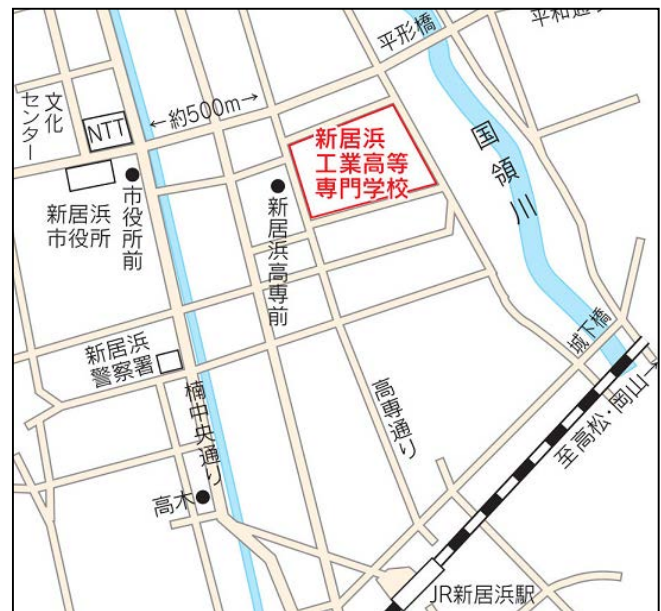 平形橋
平和通り
文化
センター
NTT
←約500m→
新居浜
工業高等
専門学校
国領川
新居浜
市役所
市役所前
新居浜高専前
城下橋
新居浜
警察署
楠中央通り
高専通り
至高松・岡山→
高木
JR新居浜駅